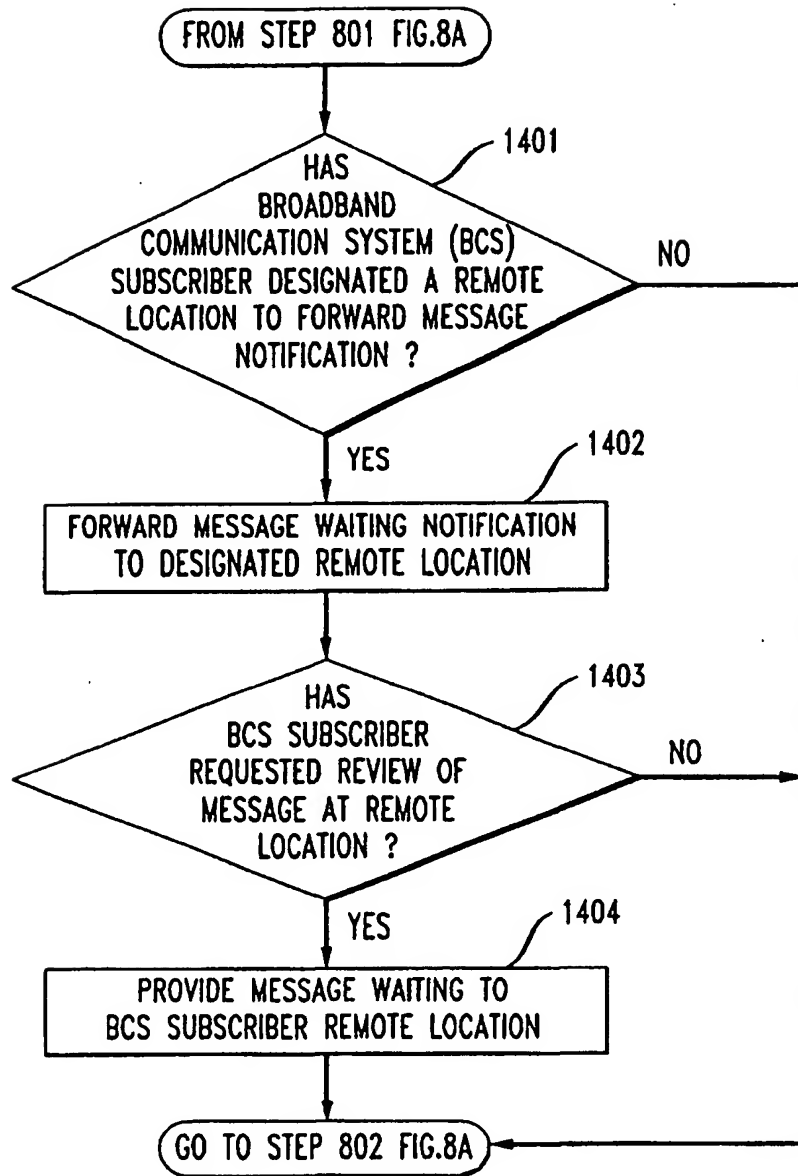 FROM STEP 801 FIG.8A
1401
HAS
BROADBAND
COMMUNICATION SYSTEM (BCS)
SUBSCRIBER DESIGNATED A REMOTE
LOCATION TO FORWARD MESSAGE
NOTIFICATION ?
NO
YES
1402
FORWARD MESSAGE WAITING NOTIFICATION
TO DESIGNATED REMOTE LOCATION
1403
HAS
BCS SUBSCRIBER
REQUESTED REVIEW OF
MESSAGE AT REMOTE
LOCATION ?
NO
YES
1404
PROVIDE MESSAGE WAITING TO
BCS SUBSCRIBER REMOTE LOCATION
GO TO STEP 802 FIG.8A